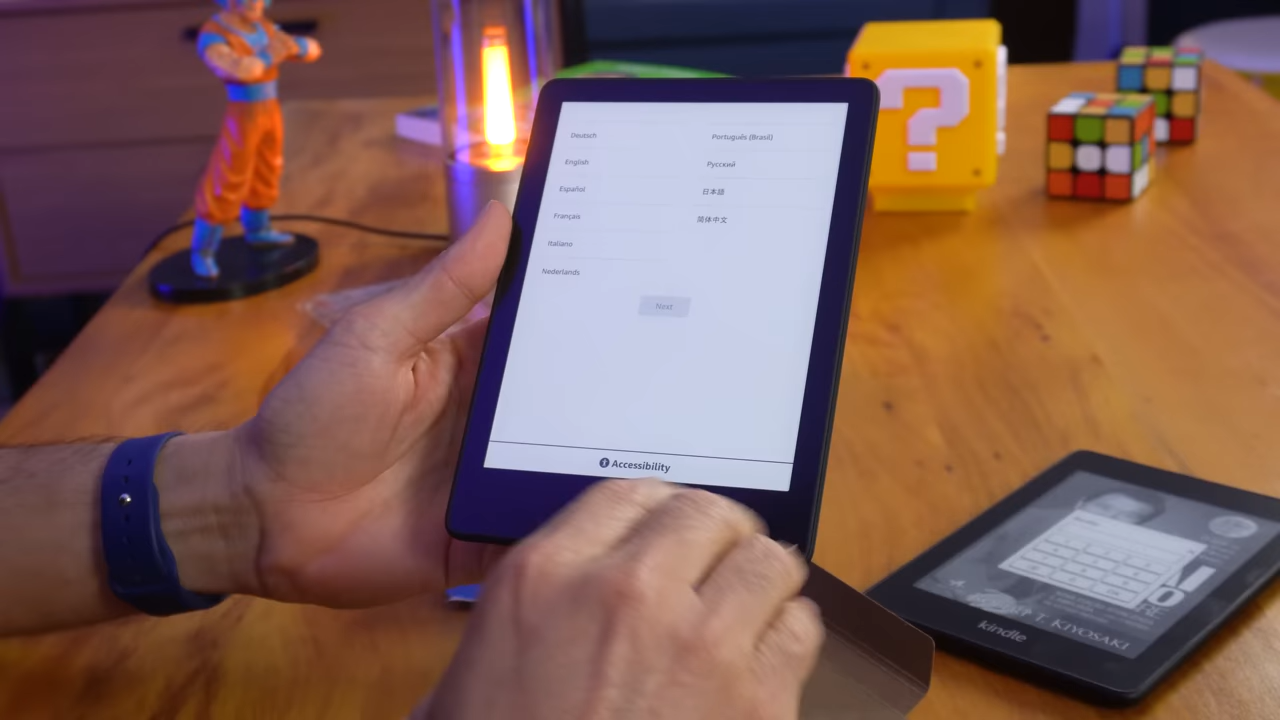 Deutsch
English
Español
Français
Italiano
Nederlands
Português (Brasil)
Русский
日本語
简体中文
Next
Accessibility
?
kindle
T. KIYOSAKI